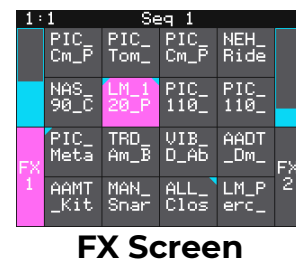 1:1 Seq 1
PIC_ PIC_ PIC_ NEH_
Cm_P Tom_ Cm_P Ride
NAS_ LM_1 PIC_ PIC_
90_C 20_P 110_ 110_
PIC_ TRD_ VIB_ AADT
Meta Am_B D_Ab _Dm_
FX FX
1 2
AAMT MAN_ ALL_ LM_P
_Kit Snar Clos erc_
FX Screen